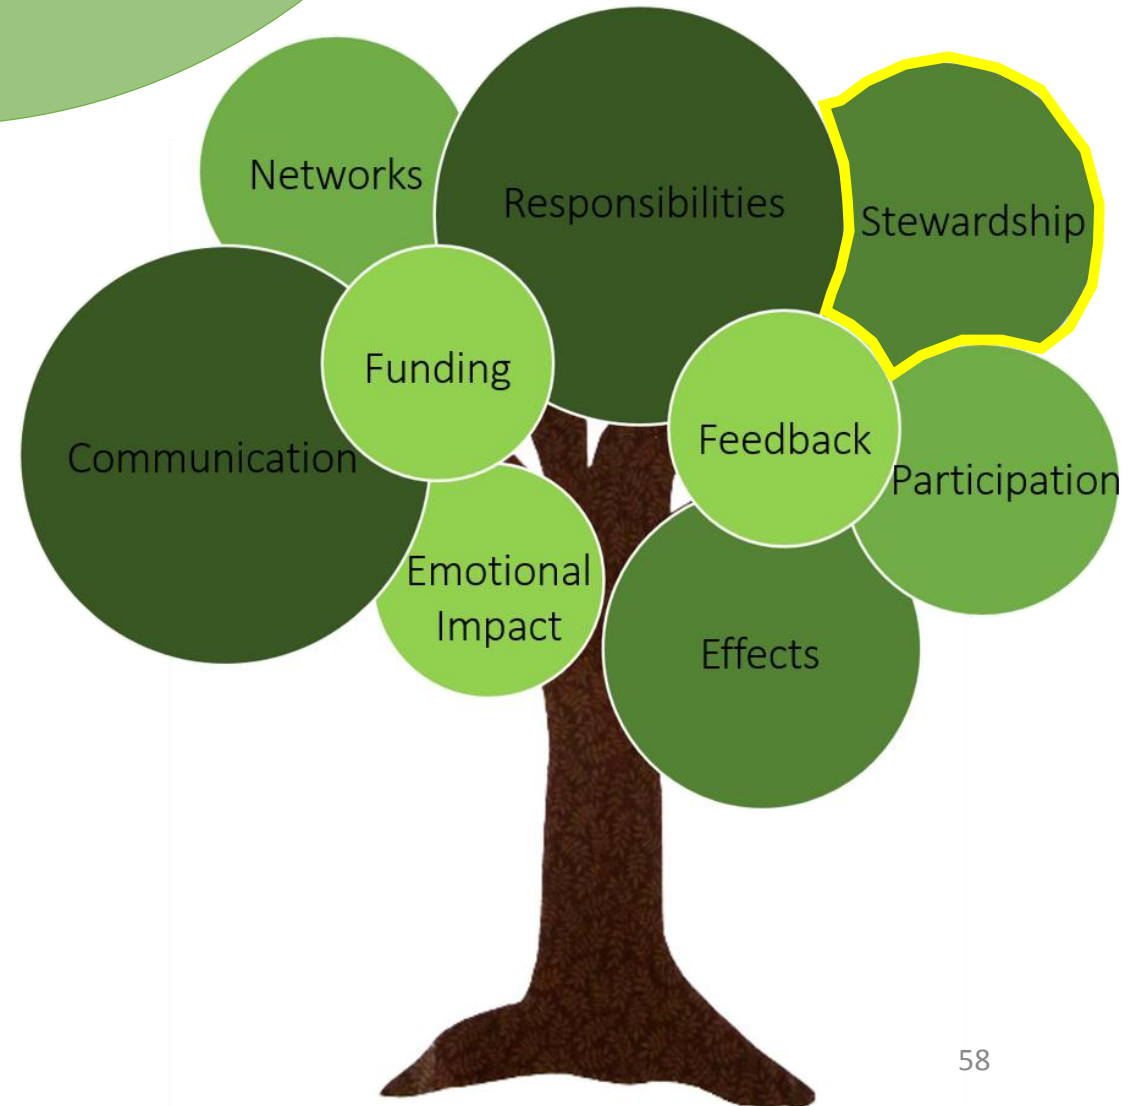 Networks
Responsibilities
Stewardship
Funding
Feedback
Communication
Participation
Emotional
Impact
Effects
58